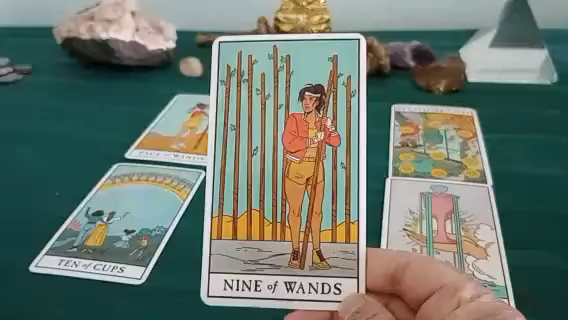 PAGE of WANDS
TEN of CUPS
NINE of WANDS